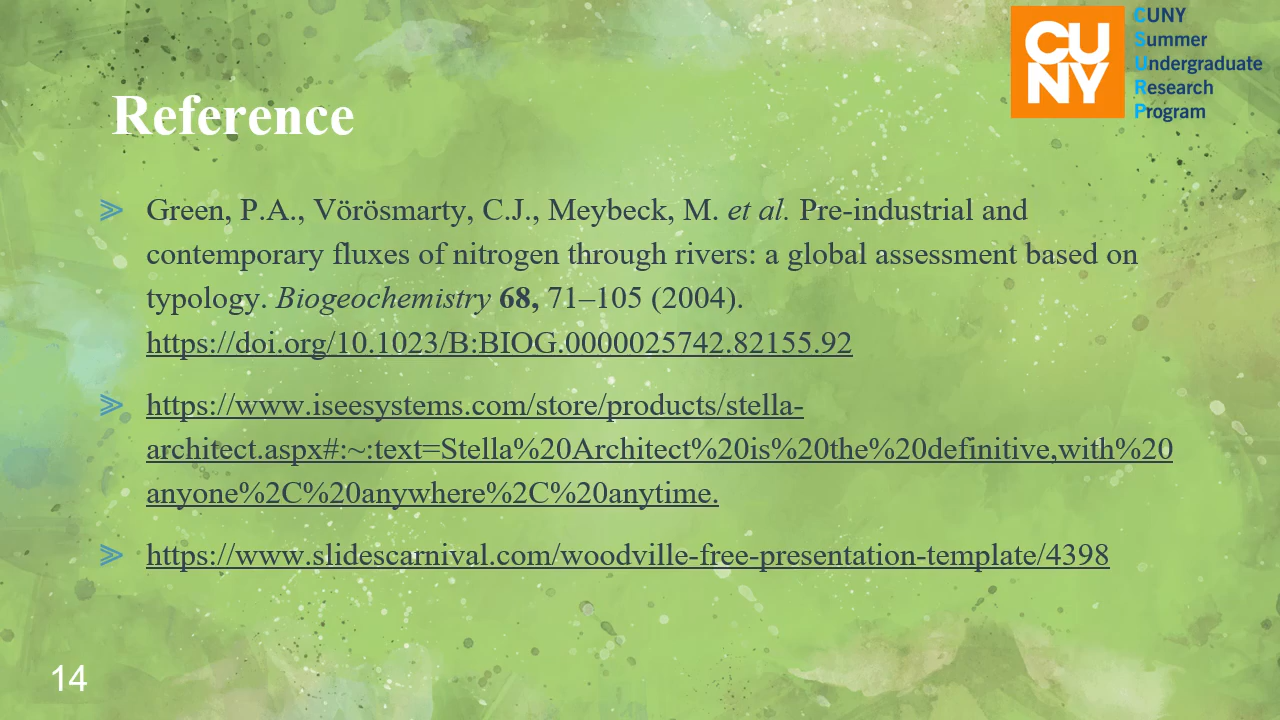 CUNY
CUNY
Summer
Undergraduate
Research
Program
Reference
Green, P.A., Vörösmarty, C.J., Meybeck, M. et al. Pre-industrial and
contemporary fluxes of nitrogen through rivers: a global assessment based on
typology. Biogeochemistry 68, 71–105 (2004).
https://doi.org/10.1023/B:BIOG.0000025742.82155.92
https://www.iseesystems.com/store/products/stella-
architect.aspx#:~:text=Stella%20Architect%20is%20the%20definitive,with%20
anyone%2C%20anywhere%2C%20anytime.
https://www.slidescarnival.com/woodville-free-presentation-template/4398
14